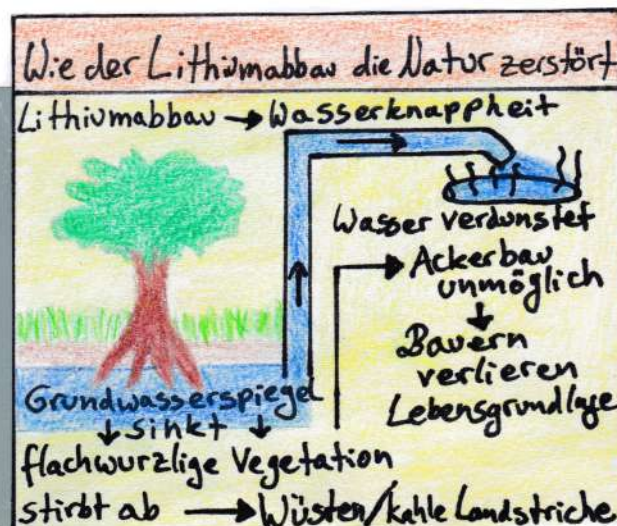 Wie der Lithiumabbau die Natur zerstört
Lithiumabbau → Wasserknappheit
Wasser verdunstet
Ackerbau
unmöglich
↓
Bauern
verlieren
Lebensgrundlage
Grundwasserspiegel
↓ sinkt ↓
flachwurzlige Vegetation
stirbt ab → Wüsten/kahle Landstriche